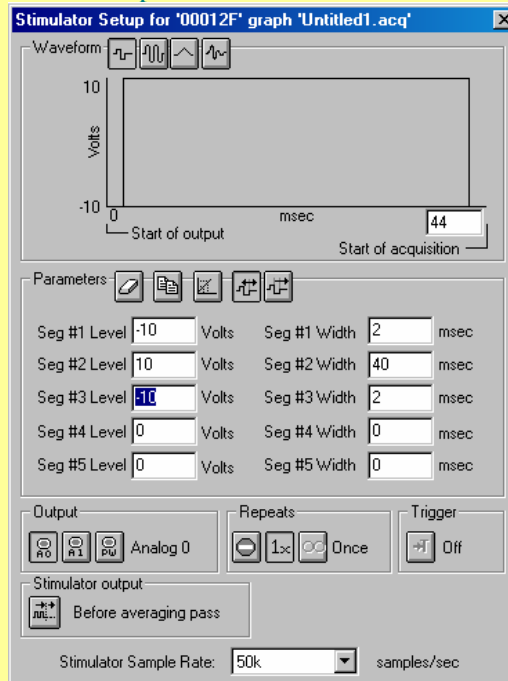 Stimulator Setup for '00012F' graph 'Untitled1.acq'
Waveform
10
Volts
-10
0
msec
44
Start of output
Start of acquisition
Parameters
Seg #1 Level -10 Volts Seg #1 Width 2 msec
Seg #2 Level 10 Volts Seg #2 Width 40 msec
Seg #3 Level -10 Volts Seg #3 Width 2 msec
Seg #4 Level 0 Volts Seg #4 Width 0 msec
Seg #5 Level 0 Volts Seg #5 Width 0 msec
Output Repeats Trigger
A0 A1 PW Analog 0 1x Once Off
Stimulator output
Before averaging pass
Stimulator Sample Rate: 50k samples/sec